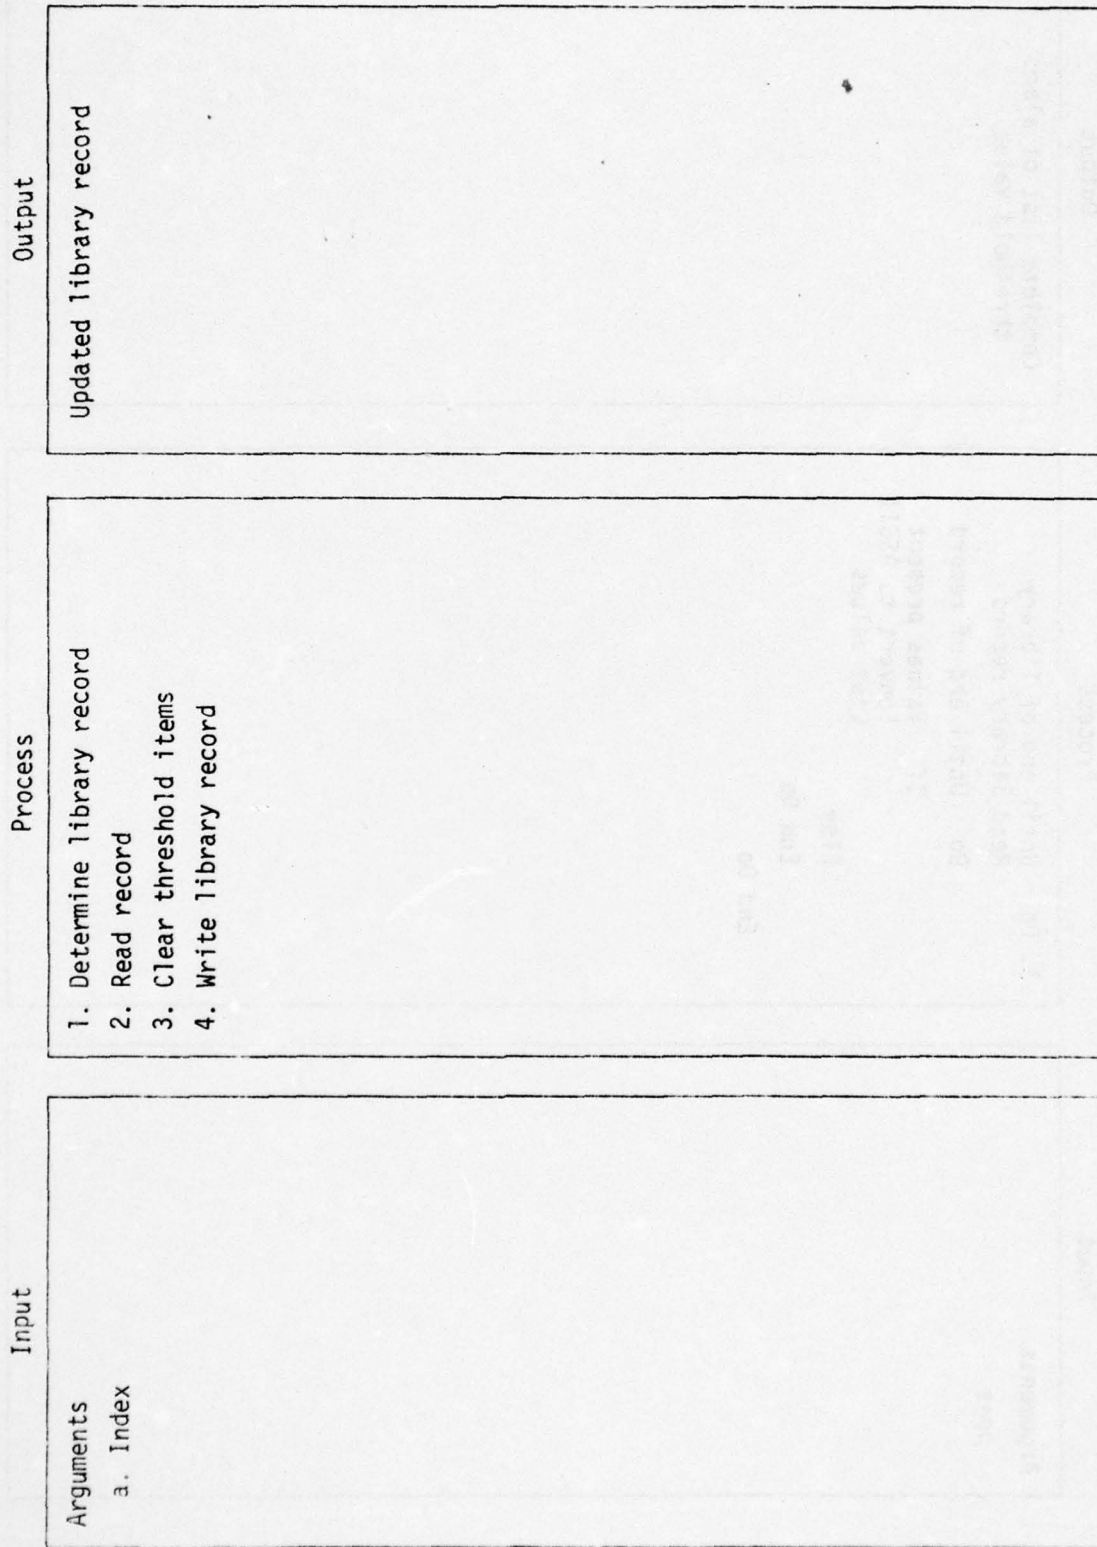 Input
Arguments
a. Index
Process
1. Determine library record
2. Read record
3. Clear threshold items
4. Write library record
Output
Updated library record